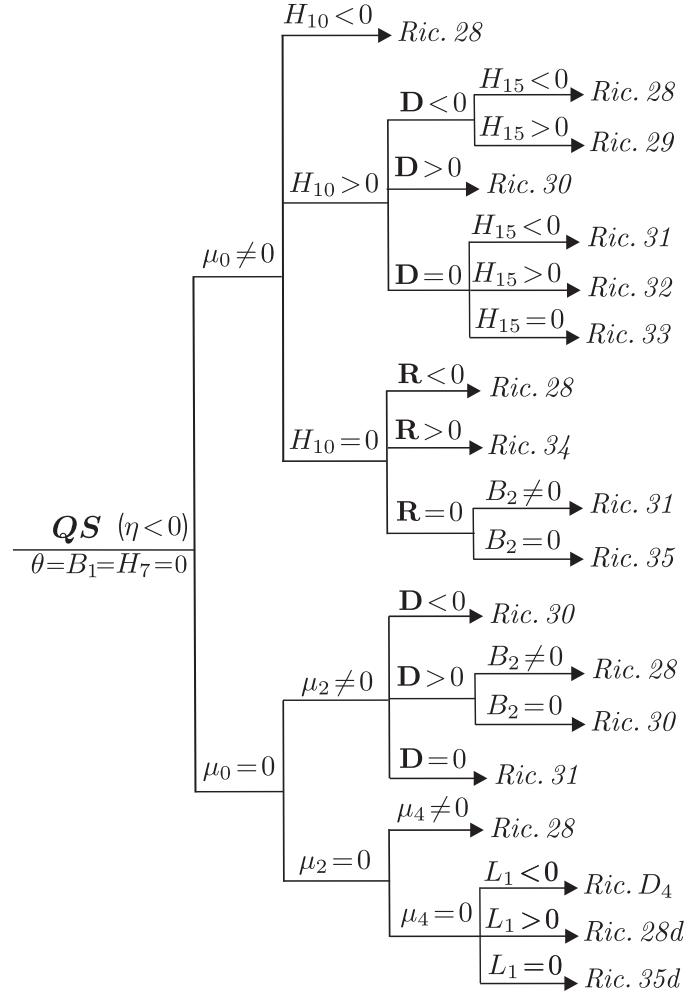 H₁₀<0 Ric. 28
H₁₅<0 Ric. 28
D<0
H₁₅>0 Ric. 29
D>0
H₁₀>0 Ric. 30
H₁₅<0 Ric. 31
μ₀≠0
D=0 H₁₅>0 Ric. 32
H₁₅=0 Ric. 33
R<0 Ric. 28
H₁₀=0 R>0 Ric. 34
B₂≠0 Ric. 31
R=0
QS (η<0)
B₂=0 Ric. 35
θ=B₁=H₇=0
D<0 Ric. 30
B₂≠0 Ric. 28
μ₂≠0 D>0
B₂=0 Ric. 30
D=0
μ₀=0 Ric. 31
μ₄≠0 Ric. 28
μ₂=0
L₁<0 Ric. D₄
μ₄=0 L₁>0 Ric. 28d
L₁=0 Ric. 35d